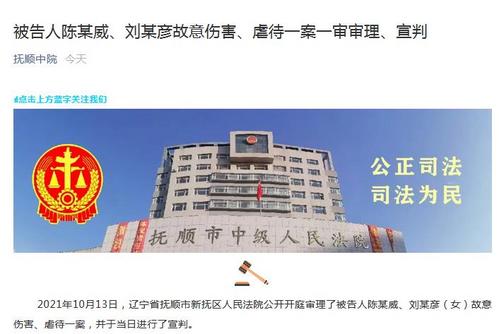 被告人陈某威、刘某彦故意伤害、虐待一案一审审理、宣判
抚顺中院 今天
点击上方蓝字关注我们
公正司法
司法为民
抚顺市中级人民法院
2021年10月13日，辽宁省抚顺市新抚区人民法院公开开庭审理了被告人陈某威、刘某彦（女）故意
伤害、虐待一案，并于当日进行了宣判。